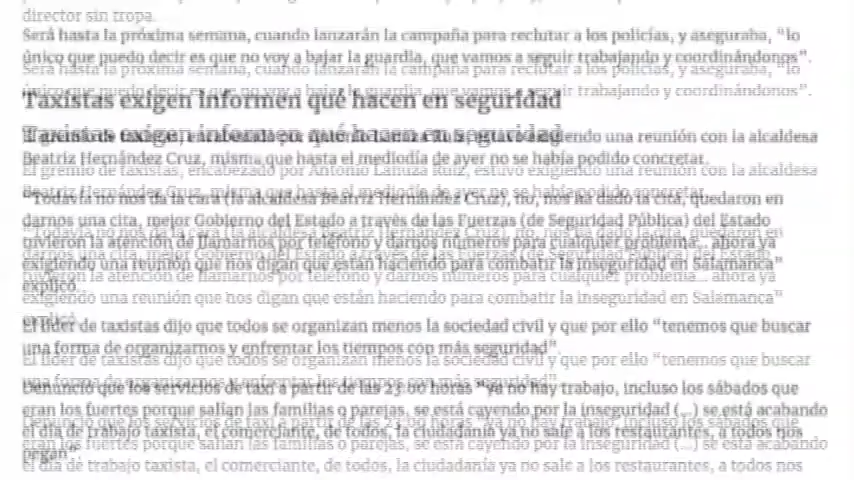 director sin tropa.
Será hasta la próxima semana, cuando lanzarán la campaña para reclutar a los policías, y aseguraba, "lo
único que puedo decir es que no voy a bajar la guardia, que vamos a seguir trabajando y coordinándonos".
Taxistas exigen informen qué hacen en seguridad
El gremio de taxistas, encabezado por Antonio Ruiz, estuvo exigiendo una reunión con la alcaldesa
Beatriz Hernández Cruz, misma que hasta el mediodía de ayer no se había podido concretar.
"Todavía no nos da la cara (la alcaldesa Beatriz Hernández Cruz), no, nos ha dado la cita, quedaron en
darnos una cita, mejor Gobierno del Estado a través de las Fuerzas (de Seguridad Pública) del Estado
tuvieron la atención de llamarnos por teléfono y darnos números para cualquier problema... ahora ya
exigiendo una reunión que nos digan que están haciendo para combatir la inseguridad en Salamanca"
explicó.
El líder de taxistas dijo que todos se organizan menos la sociedad civil y que por ello "tenemos que buscar
una forma de organizarnos y enfrentar los tiempos con más seguridad".
Denunció que los servicios de taxi a partir de las 23:00 horas "ya no hay trabajo, incluso los sábados que
eran los fuertes porque salían las familias o parejas, se está cayendo por la inseguridad (...) se está acabando
el día de trabajo taxista, el comerciante, de todos, la ciudadanía ya no sale a los restaurantes, a todos nos
pegan".